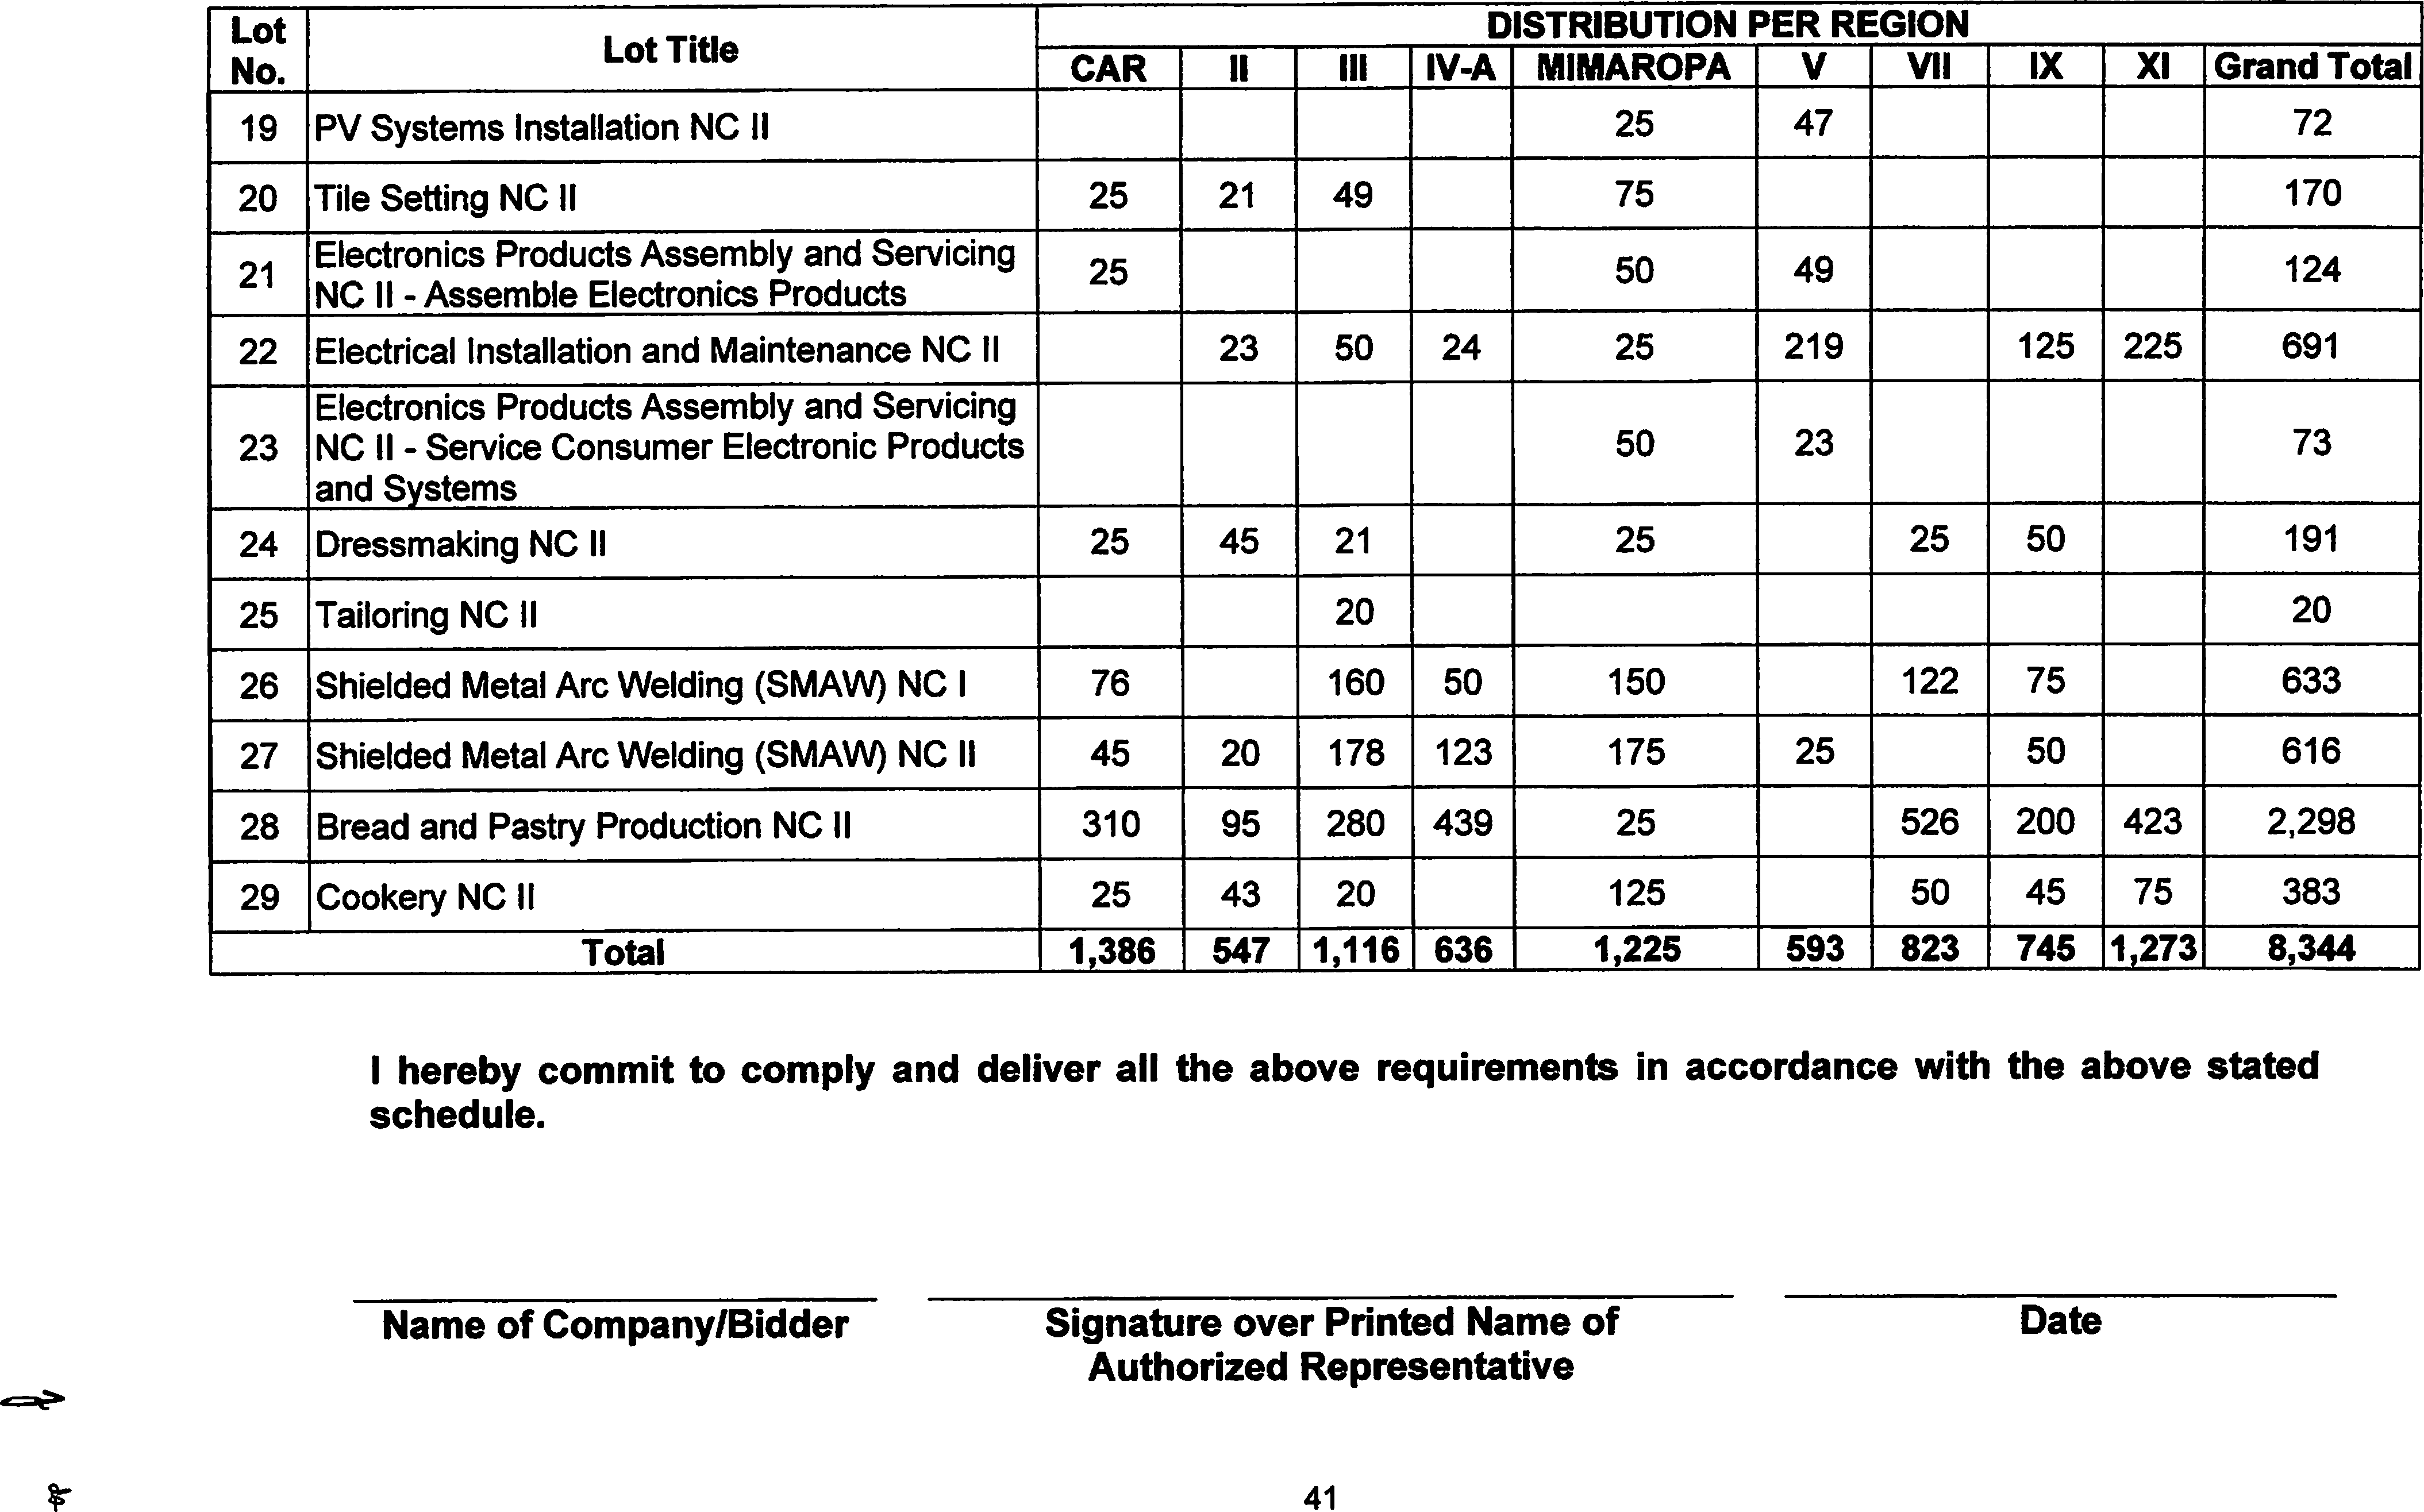 Lot No. Lot Title DISTRIBUTION PER REGION
CAR II III IV-A MIMAROPA V VII IX XI Grand Total
19 PV Systems Installation NC II 25 47 72
20 Tile Setting NC II 25 21 49 75 170
21 Electronics Products Assembly and Servicing
NC II - Assemble Electronics Products 25 50 49 124
22 Electrical Installation and Maintenance NC II 23 50 24 25 219 125 225 691
23 Electronics Products Assembly and Servicing
NC II - Service Consumer Electronic Products
and Systems 50 23 73
24 Dressmaking NC II 25 45 21 25 25 50 191
25 Tailoring NC II 20 20
26 Shielded Metal Arc Welding (SMAW) NC I 76 160 50 150 122 75 633
27 Shielded Metal Arc Welding (SMAW) NC II 45 20 178 123 175 25 50 616
28 Bread and Pastry Production NC II 310 95 280 439 25 526 200 423 2,298
29 Cookery NC II 25 43 20 125 50 45 75 383
Total 1,386 547 1,116 636 1,225 593 823 745 1,273 8,344
I hereby commit to comply and deliver all the above requirements in accordance with the above stated
schedule.
Name of Company/Bidder Signature over Printed Name of Date
Authorized Representative
41